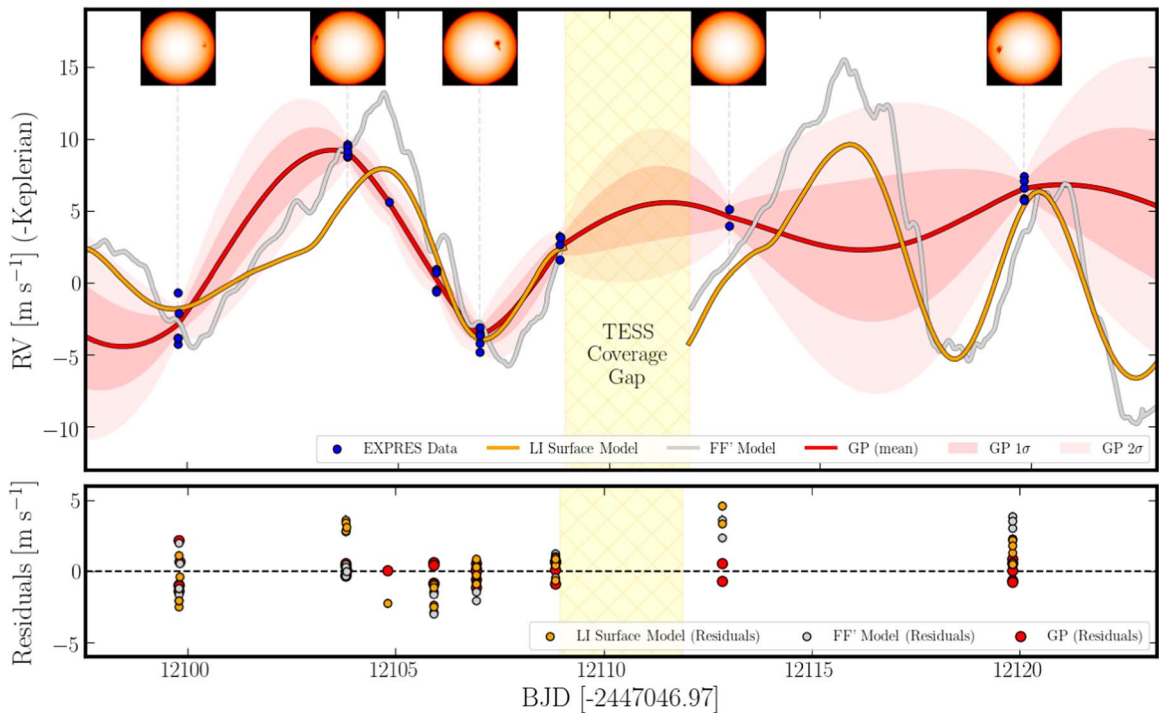 RV [m s⁻¹] (-Keplerian)
15
10
5
0
−5
−10
TESS
Coverage
Gap
EXPRES Data
LI Surface Model
FF' Model
GP (mean)
GP 1σ
GP 2σ
Residuals [m s⁻¹]
5
0
−5
LI Surface Model (Residuals)
FF' Model (Residuals)
GP (Residuals)
12100
12105
12110
12115
12120
BJD [-2447046.97]